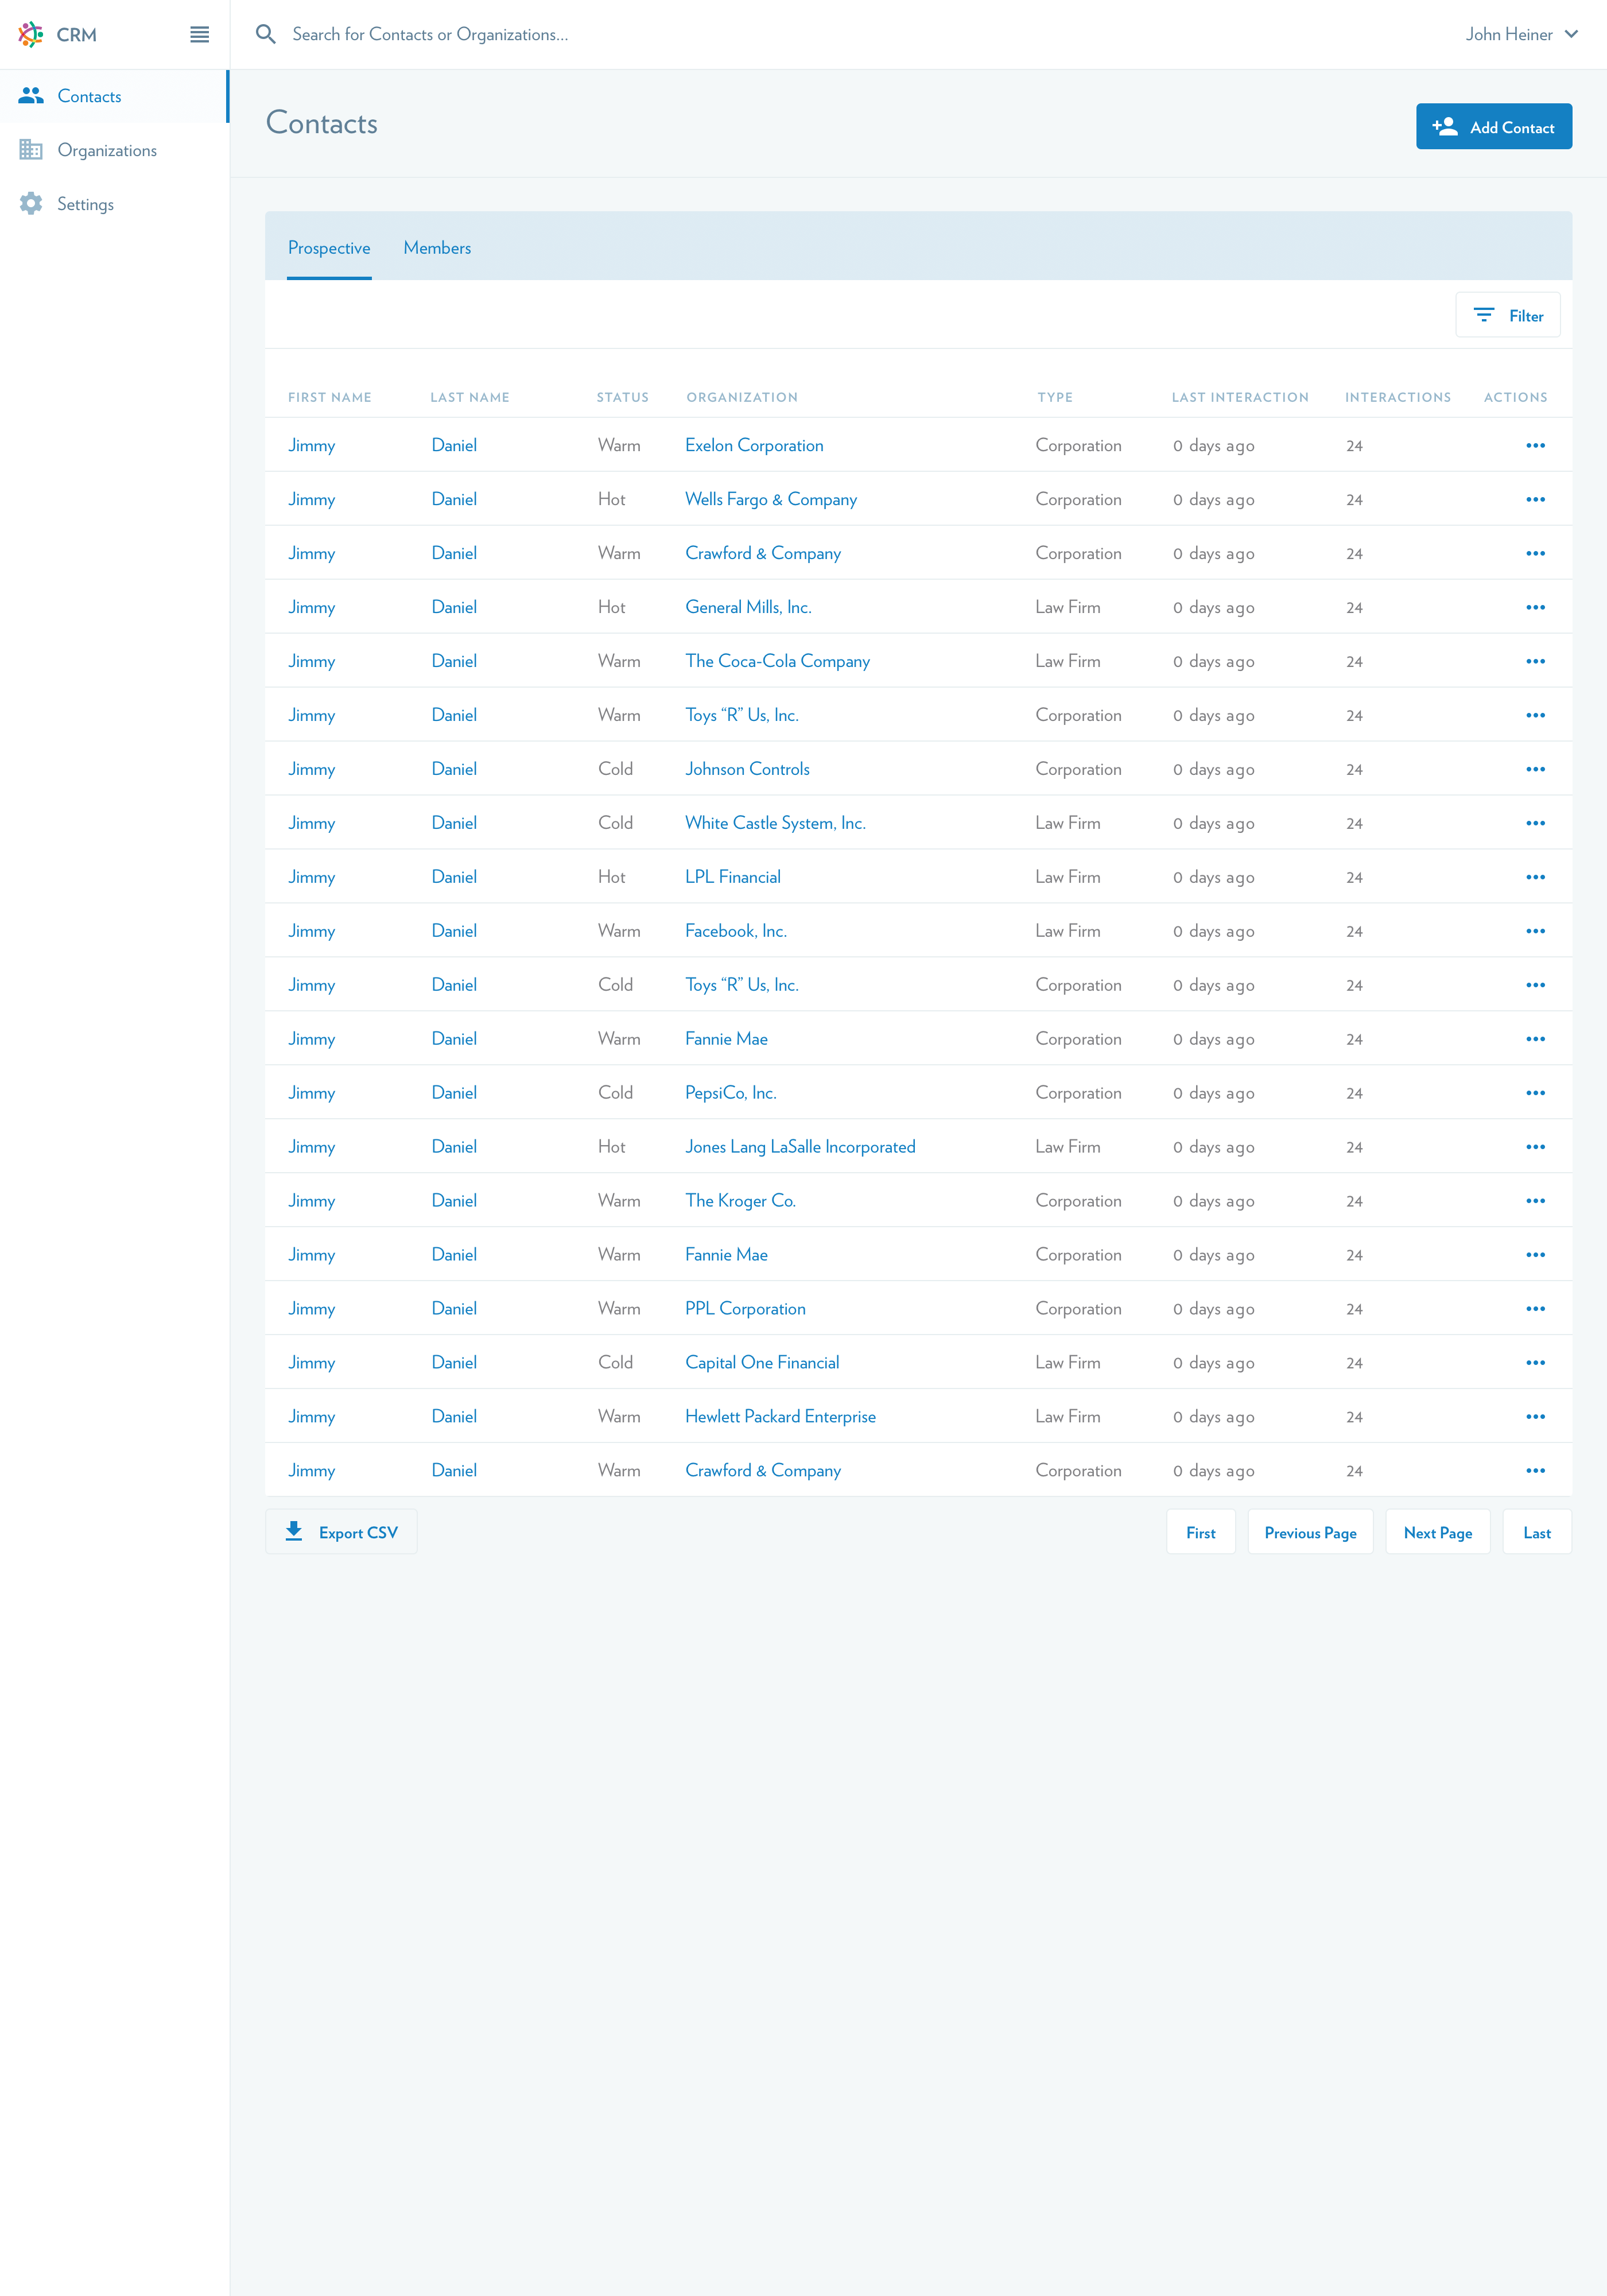 CRM
Search for Contacts or Organizations...
John Heiner
Contacts
Organizations
Settings
Contacts
Add Contact
Prospective Members
Filter
FIRST NAME LAST NAME STATUS ORGANIZATION TYPE LAST INTERACTION INTERACTIONS ACTIONS
Jimmy Daniel Warm Exelon Corporation Corporation 0 days ago 24
Jimmy Daniel Hot Wells Fargo & Company Corporation 0 days ago 24
Jimmy Daniel Warm Crawford & Company Corporation 0 days ago 24
Jimmy Daniel Hot General Mills, Inc. Law Firm 0 days ago 24
Jimmy Daniel Warm The Coca-Cola Company Law Firm 0 days ago 24
Jimmy Daniel Warm Toys “R” Us, Inc. Corporation 0 days ago 24
Jimmy Daniel Cold Johnson Controls Corporation 0 days ago 24
Jimmy Daniel Cold White Castle System, Inc. Law Firm 0 days ago 24
Jimmy Daniel Hot LPL Financial Law Firm 0 days ago 24
Jimmy Daniel Warm Facebook, Inc. Law Firm 0 days ago 24
Jimmy Daniel Cold Toys “R” Us, Inc. Corporation 0 days ago 24
Jimmy Daniel Warm Fannie Mae Corporation 0 days ago 24
Jimmy Daniel Cold PepsiCo, Inc. Corporation 0 days ago 24
Jimmy Daniel Hot Jones Lang LaSalle Incorporated Law Firm 0 days ago 24
Jimmy Daniel Warm The Kroger Co. Corporation 0 days ago 24
Jimmy Daniel Warm Fannie Mae Corporation 0 days ago 24
Jimmy Daniel Warm PPL Corporation Corporation 0 days ago 24
Jimmy Daniel Cold Capital One Financial Law Firm 0 days ago 24
Jimmy Daniel Warm Hewlett Packard Enterprise Law Firm 0 days ago 24
Jimmy Daniel Warm Crawford & Company Corporation 0 days ago 24
Export CSV
First Previous Page Next Page Last